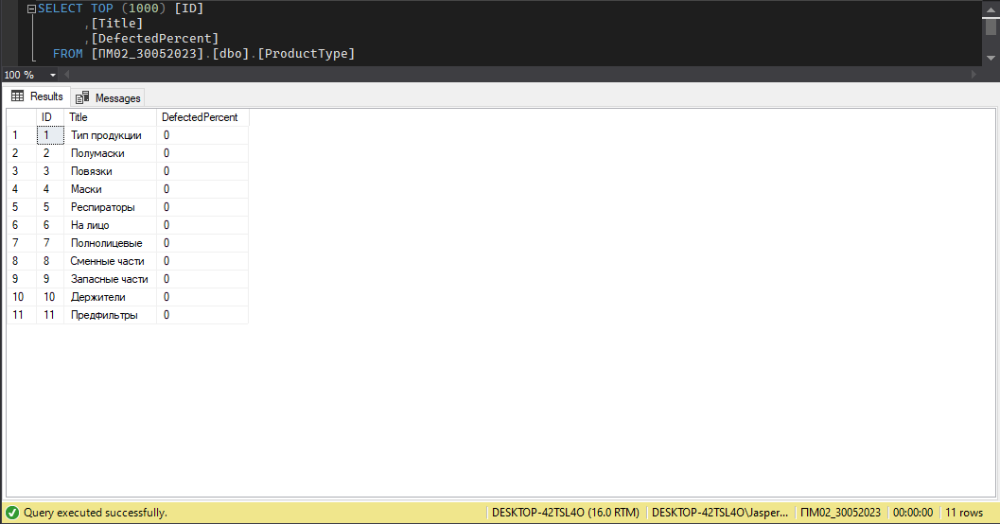 SELECT TOP (1000) [ID]
,[Title]
,[DefectedPercent]
FROM [ПМ02_30052023].[dbo].[ProductType]
100 %
Results Messages
ID Title DefectedPercent
1 1 Тип продукции 0
2 2 Полумаски 0
3 3 Повязки 0
4 4 Маски 0
5 5 Респираторы 0
6 6 На лицо 0
7 7 Полнолицевые 0
8 8 Сменные части 0
9 9 Запасные части 0
10 10 Держители 0
11 11 Предфильтры 0
Query executed successfully. DESKTOP-42TSL4O (16.0 RTM) DESKTOP-42TSL4O\Jasper... ПМ02_30052023 00:00:00 11 rows